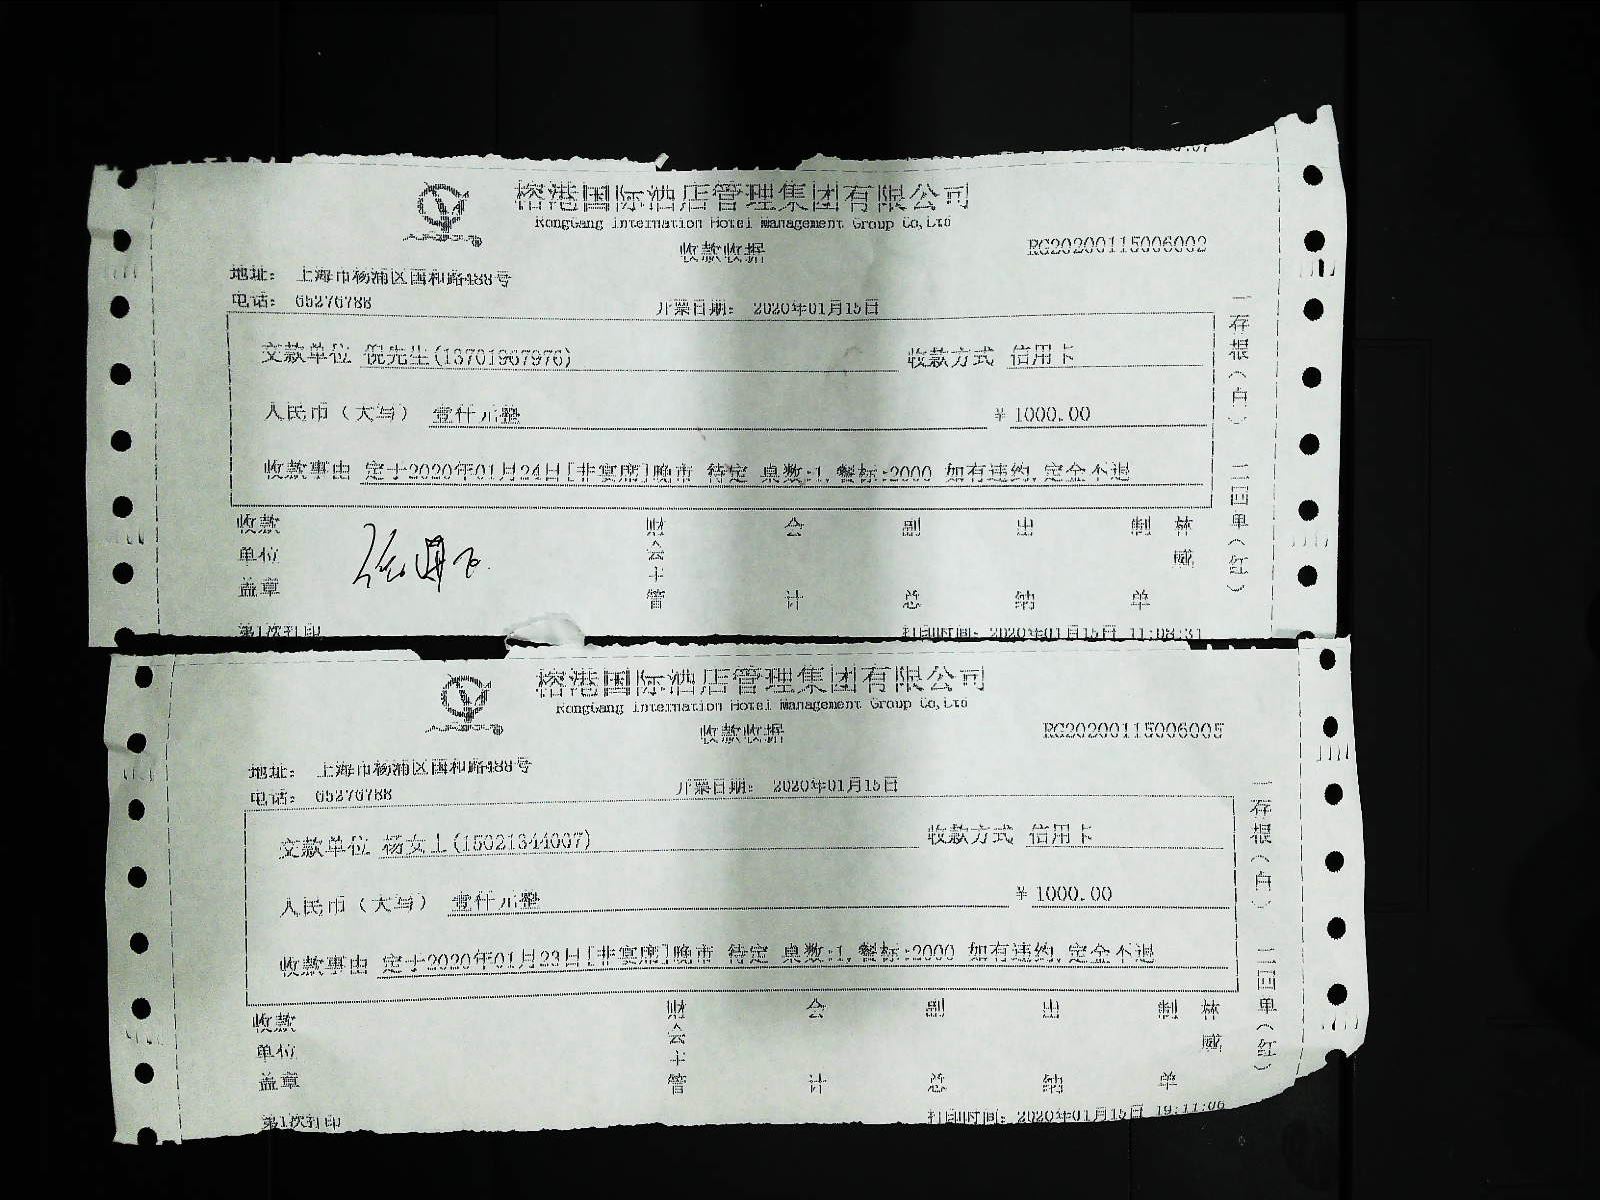 榕港国际酒店管理集团有限公司
RongGang Internation Hotel Management Group Co,Ltd
收款收据
RG20200115006002
地址： 上海市杨浦区国和路488号
电话： 65276788
开票日期： 2020年01月15日
交款单位 倪先生(13701967976)
收款方式 信用卡
人民币（大写） 壹仟元整
¥ 1000.00
收款事由 定于2020年01月24日[非宴席]晚市 待定 桌数:1,餐标:2000 如有违约,定金不退
收款单位盖章
财会主管
会计
副总
出纳
制单
林威
一存根（白） 二回单（红）
第1次打印
打印时间： 2020年01月15日 11:08:31
榕港国际酒店管理集团有限公司
RongGang Internation Hotel Management Group Co,Ltd
收款收据
RG20200115006005
地址： 上海市杨浦区国和路488号
电话： 65276788
开票日期： 2020年01月15日
交款单位 杨女士(15021344007)
收款方式 信用卡
人民币（大写） 壹仟元整
¥ 1000.00
收款事由 定于2020年01月23日[非宴席]晚市 待定 桌数:1,餐标:2000 如有违约,定金不退
收款单位盖章
财会主管
会计
副总
出纳
制单
林威
一存根（白） 二回单（红）
第1次打印
打印时间： 2020年01月15日 19:11:06